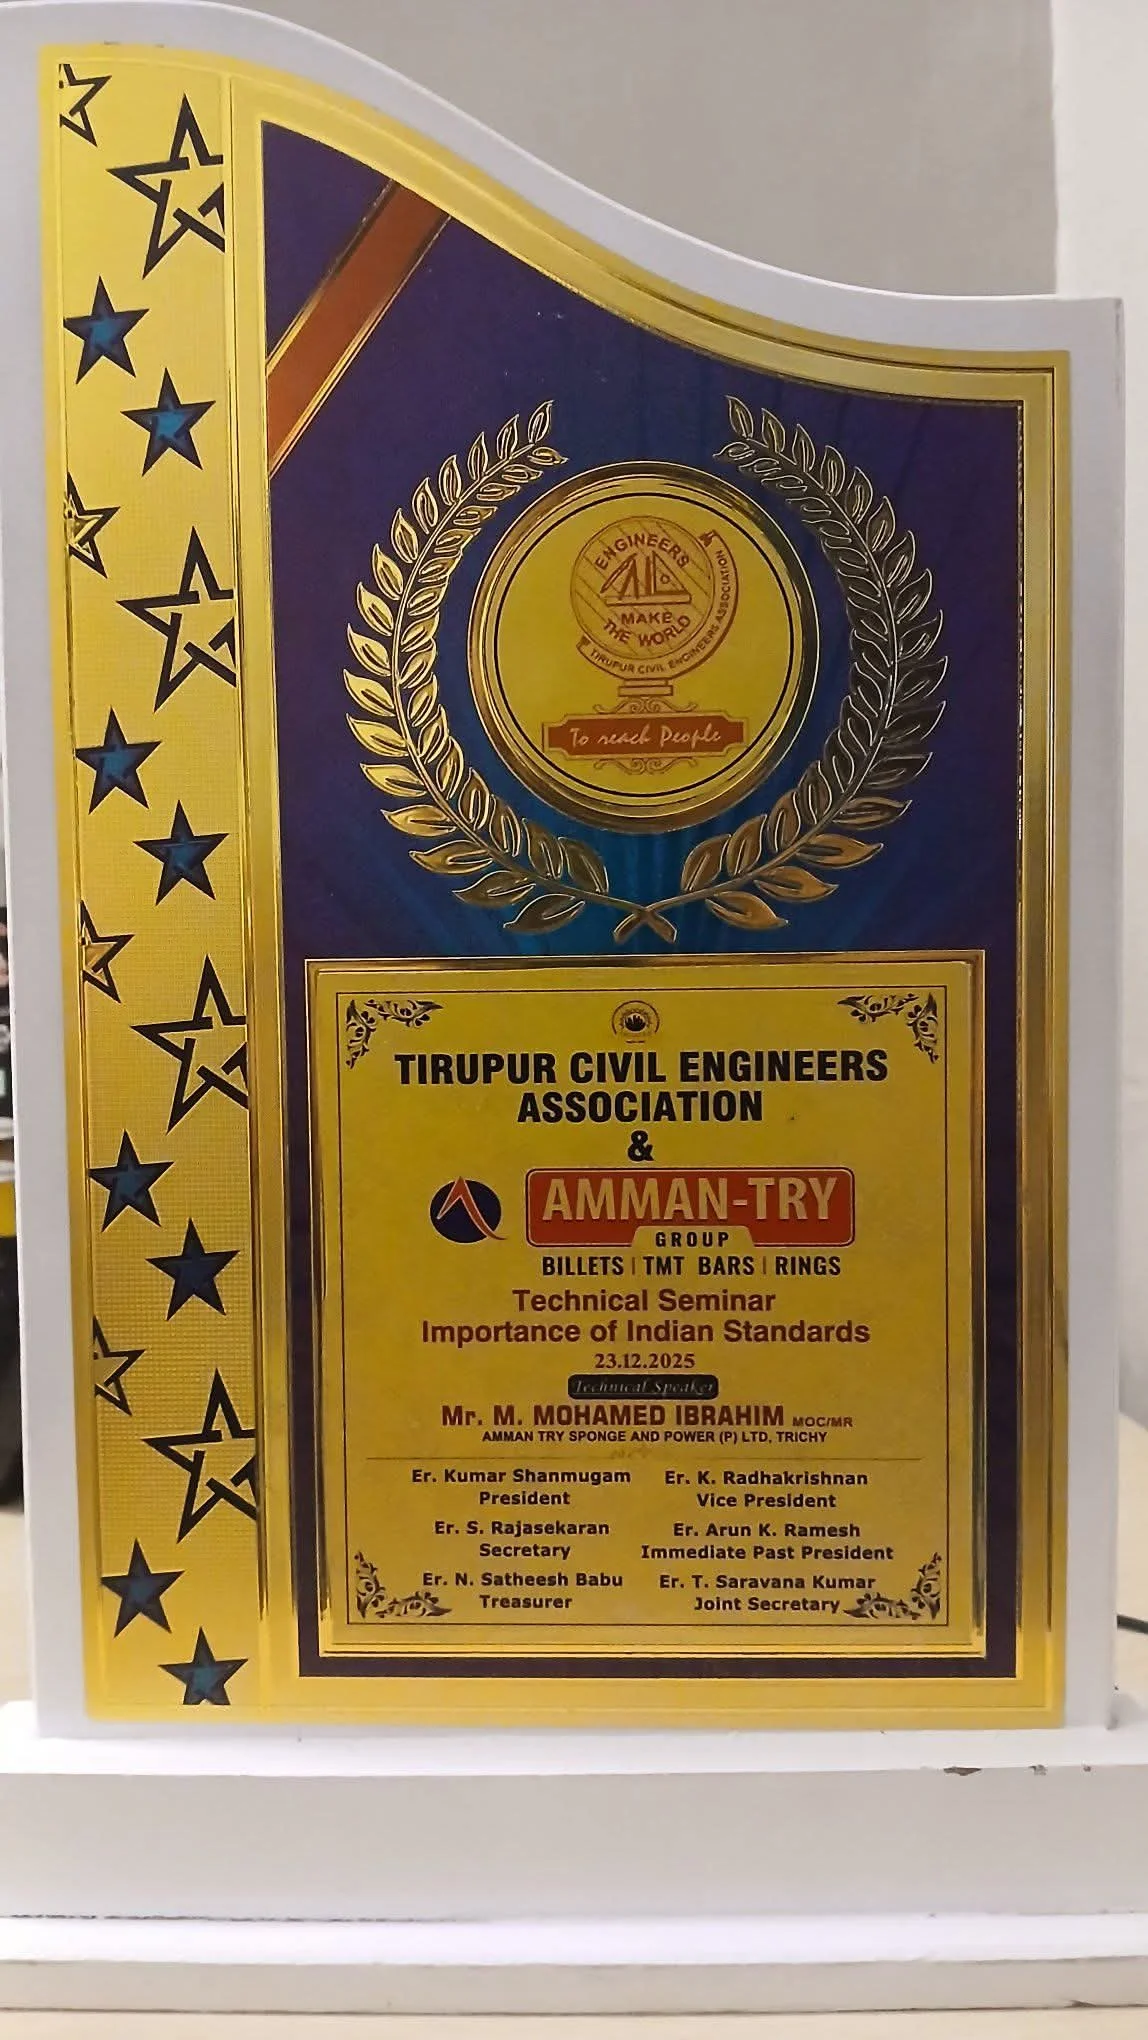 ENGINEERS
MAKE
THE WORLD
TIRUPUR CIVIL ENGINEERS ASSOCIATION
To reach People
TIRUPUR CIVIL ENGINEERS
ASSOCIATION
&
AMMAN-TRY
GROUP
BILLETS | TMT BARS | RINGS
Technical Seminar
Importance of Indian Standards
23.12.2025
Technical Speaker
Mr. M. MOHAMED IBRAHIM MOC/MR
AMMAN TRY SPONGE AND POWER (P) LTD, TRICHY
Er. Kumar Shanmugam
President
Er. K. Radhakrishnan
Vice President
Er. S. Rajasekaran
Secretary
Er. Arun K. Ramesh
Immediate Past President
Er. N. Satheesh Babu
Treasurer
Er. T. Saravana Kumar
Joint Secretary